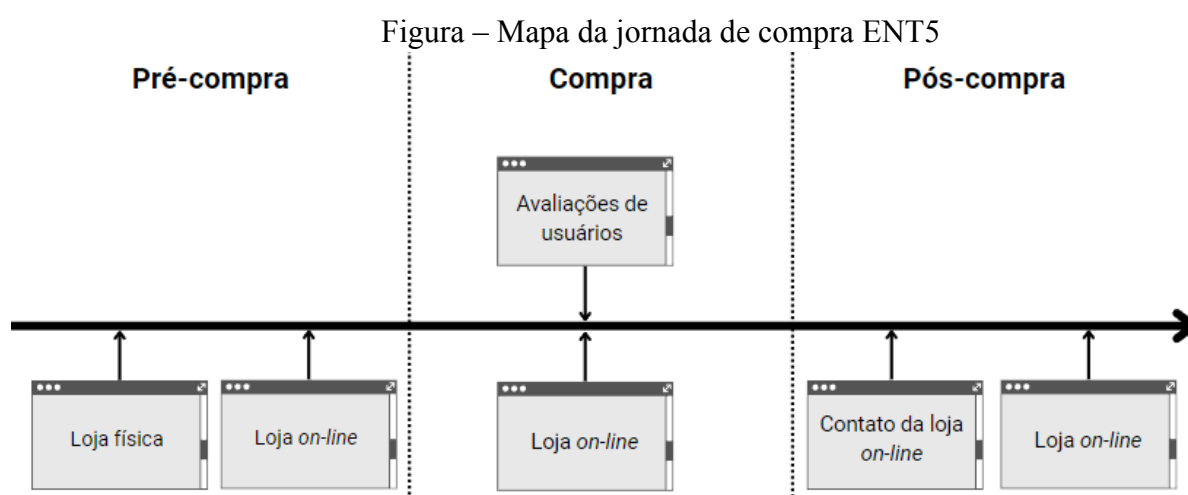 Figura – Mapa da jornada de compra ENT5
Pré-compra
Compra
Pós-compra
Avaliações de
usuários
Loja física
Loja on-line
Loja on-line
Contato da loja
on-line
Loja on-line